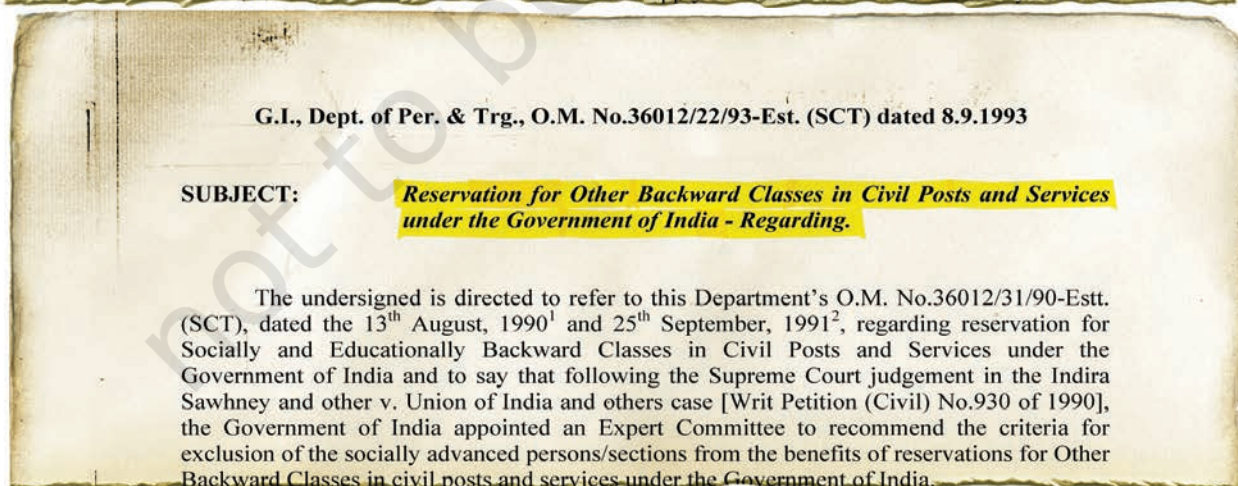 G.I., Dept. of Per. & Trg., O.M. No.36012/22/93-Est. (SCT) dated 8.9.1993
SUBJECT: Reservation for Other Backward Classes in Civil Posts and Services
under the Government of India - Regarding.
The undersigned is directed to refer to this Department's O.M. No.36012/31/90-Estt.
(SCT), dated the 13th August, 1990¹ and 25th September, 1991², regarding reservation for
Socially and Educationally Backward Classes in Civil Posts and Services under the
Government of India and to say that following the Supreme Court judgement in the Indira
Sawhney and other v. Union of India and others case [Writ Petition (Civil) No.930 of 1990],
the Government of India appointed an Expert Committee to recommend the criteria for
exclusion of the socially advanced persons/sections from the benefits of reservations for Other
Backward Classes in civil posts and services under the Government of India.
not to b